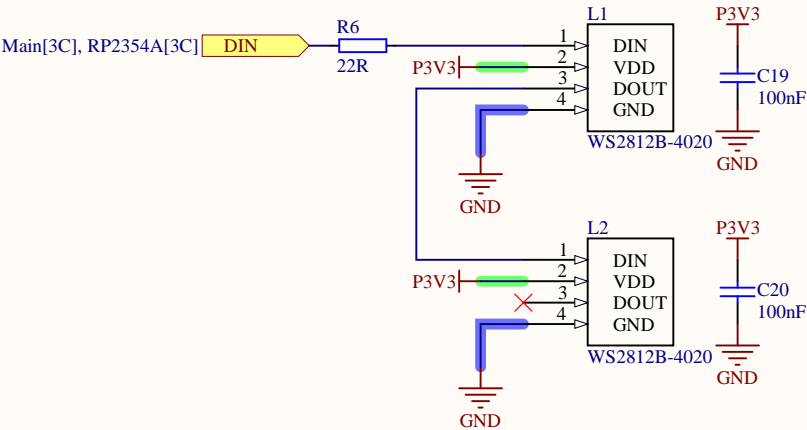 L1
P3V3
R6
Main[3C], RP2354A[3C] DIN
22R
1 DIN
P3V3 2 VDD
3 DOUT
4 GND
C19
100nF
WS2812B-4020
GND
GND
L2
P3V3
1 DIN
P3V3 2 VDD
3 DOUT
4 GND
C20
100nF
WS2812B-4020
GND
GND